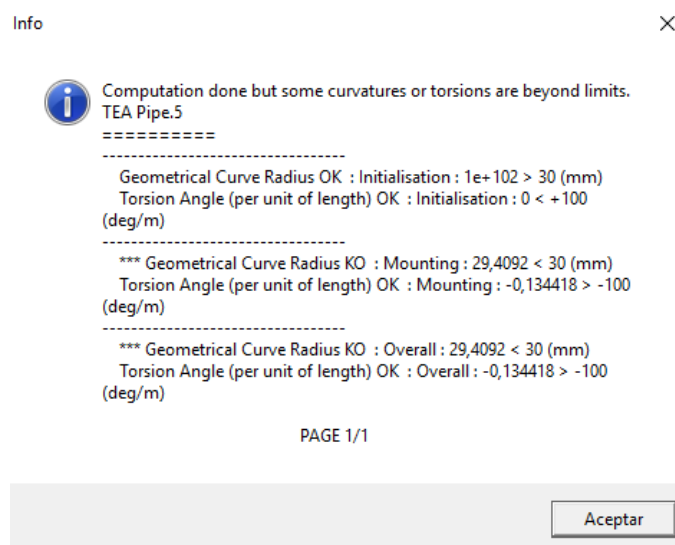 Info
Computation done but some curvatures or torsions are beyond limits.
TEA Pipe.5
==========
---------------------------------
Geometrical Curve Radius OK : Initialisation : 1e+102 > 30 (mm)
Torsion Angle (per unit of length) OK : Initialisation : 0 < +100
(deg/m)
---------------------------------
*** Geometrical Curve Radius KO : Mounting : 29,4092 < 30 (mm)
Torsion Angle (per unit of length) OK : Mounting : -0,134418 > -100
(deg/m)
---------------------------------
*** Geometrical Curve Radius KO : Overall : 29,4092 < 30 (mm)
Torsion Angle (per unit of length) OK : Overall : -0,134418 > -100
(deg/m)
PAGE 1/1
Aceptar